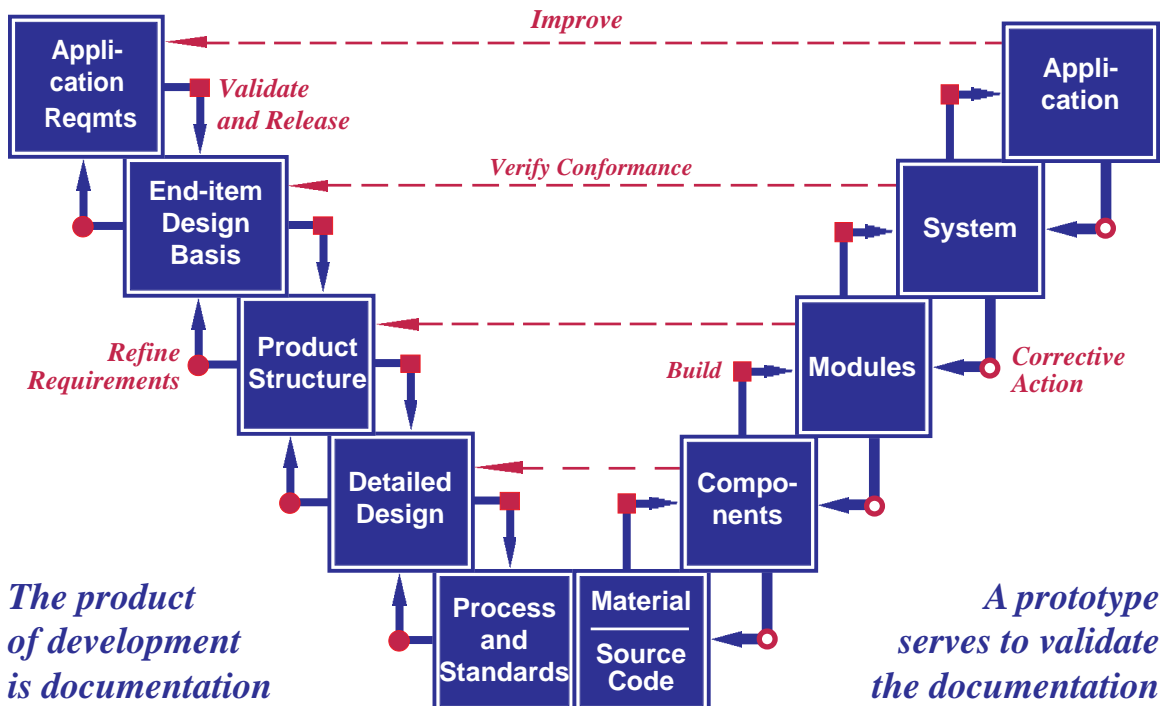 Improve
Appli-
cation
Reqmts
Appli-
cation
Validate
and Release
Verify Conformance
End-item
Design
Basis
System
Refine
Requirements
Product
Structure
Build
Modules
Corrective
Action
Detailed
Design
Compo-
nents
The product
of development
is documentation
Process
and
Standards
Material
Source
Code
A prototype
serves to validate
the documentation